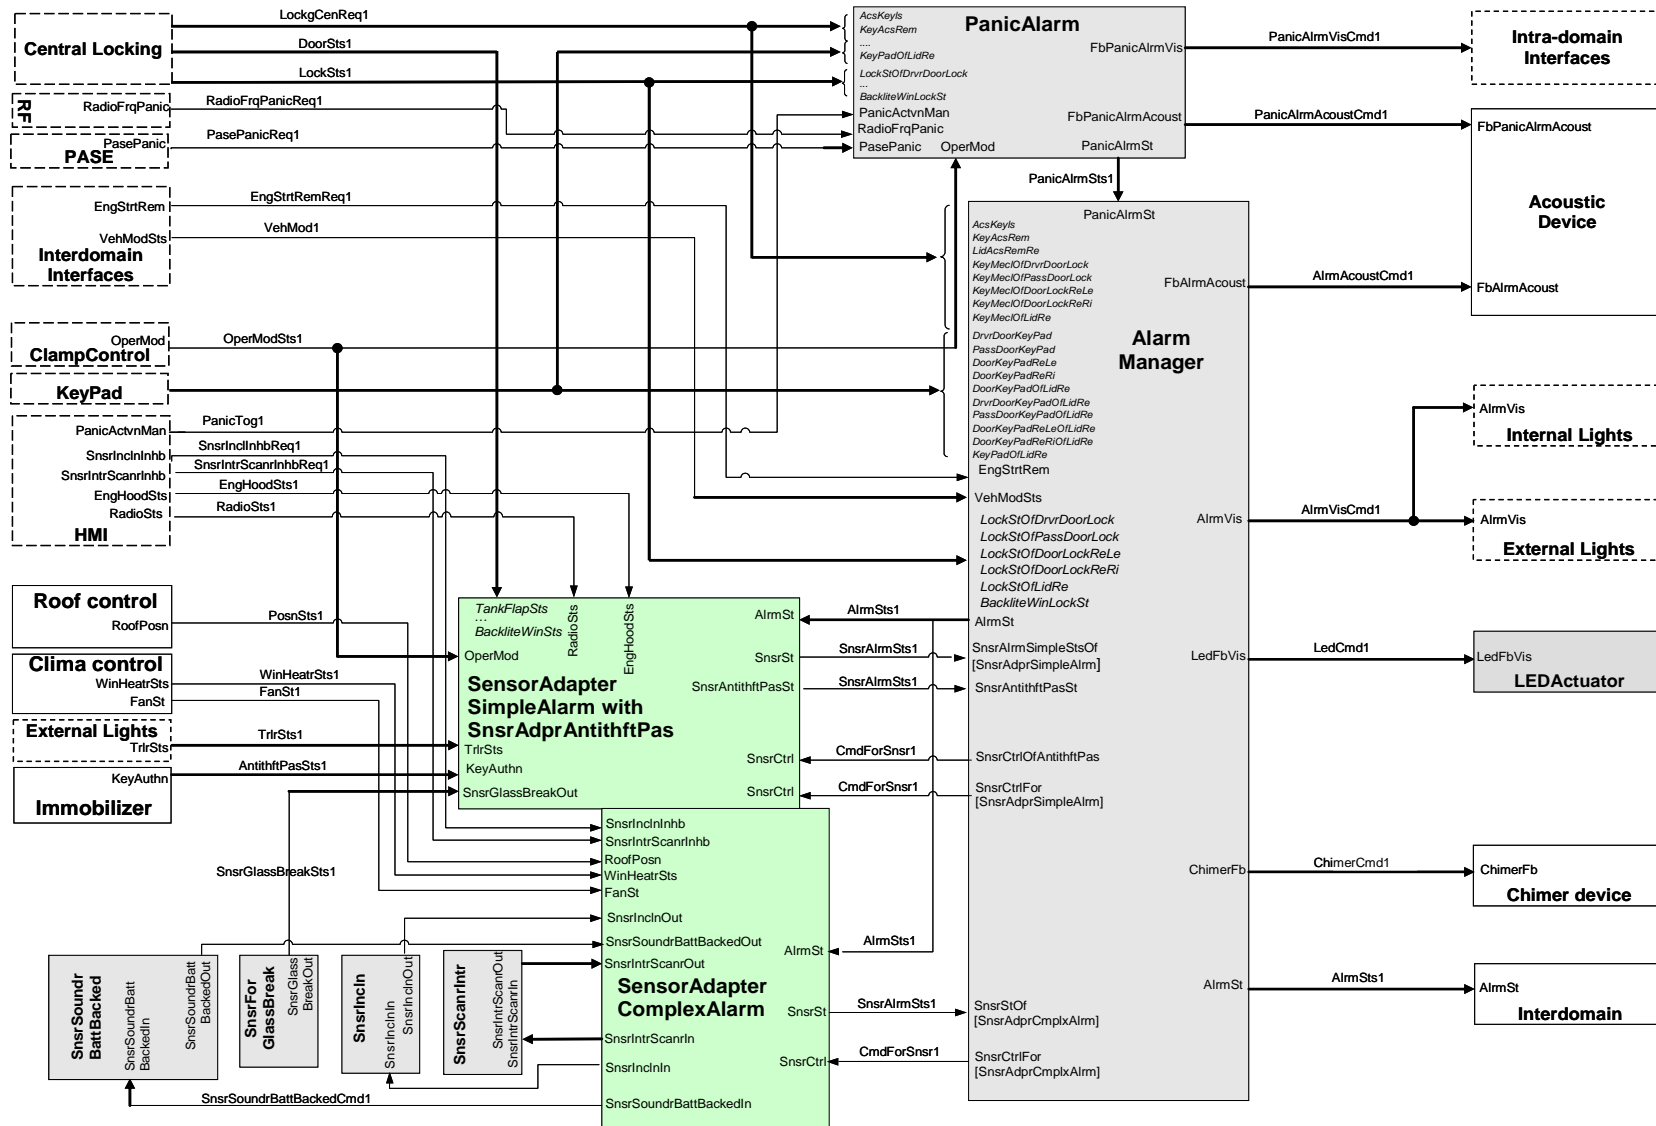 Central Locking
LockgCenReq1
DoorSts1
LockSts1
RF
RadioFrqPanic
RadioFrqPanicReq1
PasePanic
PASE
PasePanicReq1
EngStrtRem
EngStrtRemReq1
VehModSts
VehMod1
Interdomain
Interfaces
OperMod
ClampControl
OperModSts1
KeyPad
PanicActvnMan
PanicTog1
SnsrInclnInhb
SnsrInclInhbReq1
SnsrIntrScanrInhb
SnsrIntrScanrInhbReq1
EngHoodSts
EngHoodSts1
RadioSts
RadioSts1
HMI
Roof control
RoofPosn
PosnSts1
Clima control
WinHeatrSts
WinHeatrSts1
FanSt
FanSt1
External Lights
TrlrSts
TrlrSts1
KeyAuthn
AntithftPasSts1
Immobilizer
AcsKeyIs
KeyAcsRem
....
KeyPadOfLidRe
LockStOfDrvrDoorLock
...
BackliteWinLockSt
PanicActvnMan
RadioFrqPanic
PasePanic
OperMod
PanicAlarm
FbPanicAlrmVis
FbPanicAlrmAcoust
PanicAlrmSt
PanicAlrmSts1
PanicAlrmVisCmd1
PanicAlrmAcoustCmd1
Intra-domain
Interfaces
FbPanicAlrmAcoust
Acoustic
Device
FbAlrmAcoust
PanicAlrmSt
AcsKeyIs
KeyAcsRem
LidAcsRemRe
KeyMeclOfDrvrDoorLock
KeyMeclOfPassDoorLock
KeyMeclOfDoorLockReLe
KeyMeclOfDoorLockReRi
KeyMeclOfLidRe
DrvrDoorKeyPad
PassDoorKeyPad
DoorKeyPadReLe
DoorKeyPadReRi
DoorKeyPadOfLidRe
DrvrDoorKeyPadOfLidRe
PassDoorKeyPadOfLidRe
DoorKeyPadReLeOfLidRe
DoorKeyPadReRiOfLidRe
KeyPadOfLidRe
EngStrtRem
VehModSts
LockStOfDrvrDoorLock
LockStOfPassDoorLock
LockStOfDoorLockReLe
LockStOfDoorLockReRi
LockStOfLidRe
BackliteWinLockSt
AlrmSt
SnsrAlrmSimpleStsOf
[SnsrAdprSimpleAlrm]
SnsrAntithftPasSt
SnsrCtrlOfAntithftPas
SnsrCtrlFor
[SnsrAdprSimpleAlrm]
SnsrStOf
[SnsrAdprCmplxAlrm]
SnsrCtrlFor
[SnsrAdprCmplxAlrm]
Alarm
Manager
FbAlrmAcoust
AlrmAcoustCmd1
AlrmVis
AlrmVisCmd1
LedFbVis
LedCmd1
ChimerFb
ChimerCmd1
AlrmSt
AlrmSts1
AlrmVis
Internal Lights
AlrmVis
External Lights
LedFbVis
LEDActuator
ChimerFb
Chimer device
AlrmSt
Interdomain
TankFlapSts
...
BackliteWinSts
RadioSts
EngHoodSts
OperMod
SensorAdapter
SimpleAlarm with
SnsrAdprAntithftPas
TrlrSts
KeyAuthn
SnsrGlassBreakOut
AlrmSt
AlrmSts1
SnsrSt
SnsrAlrmSts1
SnsrAntithftPasSt
SnsrAlrmSts1
SnsrCtrl
CmdForSnsr1
SnsrCtrl
CmdForSnsr1
SnsrInclnInhb
SnsrIntrScanrInhb
RoofPosn
WinHeatrSts
FanSt
SnsrInclnOut
SnsrSoundrBattBackedOut
SnsrIntrScanrOut
SensorAdapter
ComplexAlarm
SnsrIntrScanrIn
SnsrInclnIn
SnsrSoundrBattBackedIn
AlrmSt
AlrmSts1
SnsrSt
SnsrAlrmSts1
SnsrCtrl
CmdForSnsr1
SnsrGlassBreakSts1
SnsrSoundr
BattBacked
SnsrSoundrBatt
BackedIn
SnsrSoundrBatt
BackedOut
SnsrFor
GlassBreak
SnsrGlass
BreakOut
SnsrIncln
SnsrInclnIn
SnsrInclnOut
SnsrScanrIntr
SnsrIntrScanrOut
SnsrIntrScanrIn
SnsrSoundrBattBackedCmd1